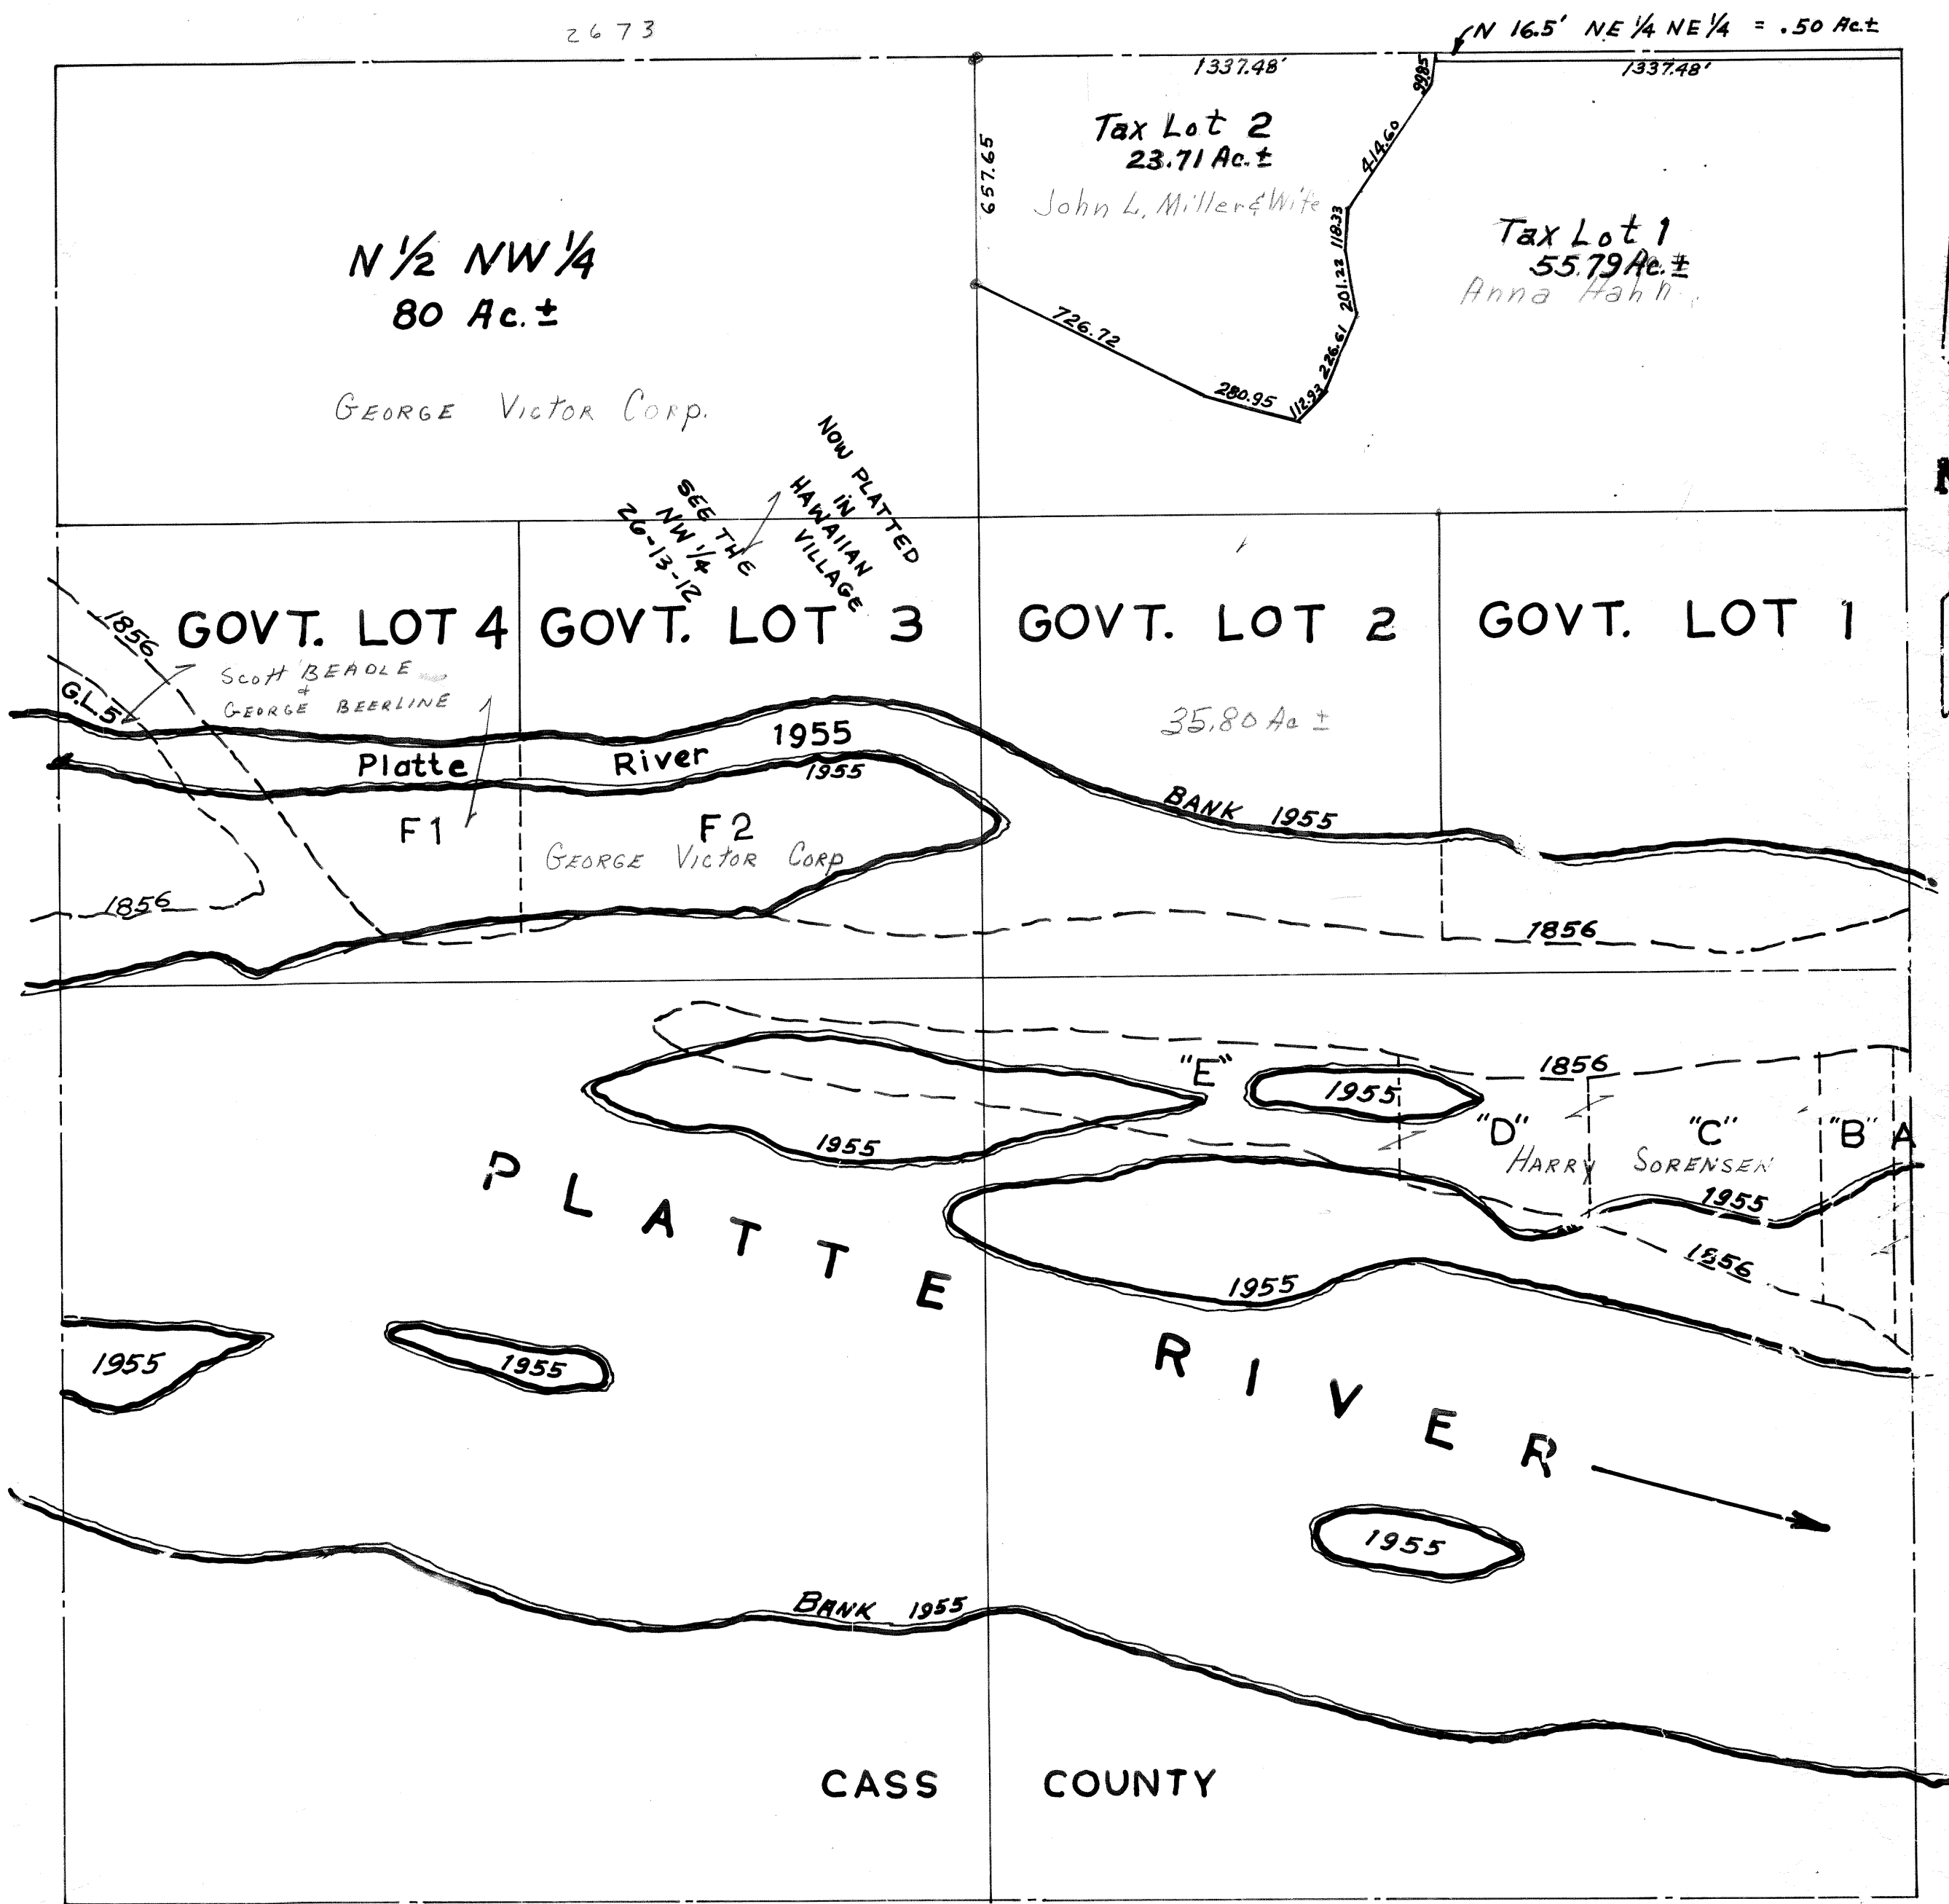 2673
N 16.5' NE 1/4 NE 1/4 = .50 Ac.±
1337.48'
1337.48'
99.85
Tax Lot 2
23.71 Ac.±
John L. Miller & Wife
657.65
414.60
118.33
201.22
226.61
112.93
280.95
726.72
Tax Lot 1
55.79 Ac.±
Anna Hahn
N 1/2 NW 1/4
80 Ac.±
GEORGE VICTOR CORP.
NOW PLATTED
IN
HAWAIIAN
VILLAGE
SEE THE
NW 1/4
26-13-12
GOVT. LOT 4
GOVT. LOT 3
GOVT. LOT 2
GOVT. LOT 1
1856
Scott BEADLE
&
GEORGE BEERLINE
G.L.5
35.80 Ac ±
Platte River 1955
1955
BANK 1955
F1
F2
GEORGE VICTOR CORP
1856
1856
"E"
1955
1856
"D"
"C"
"B"
A
HARRY SORENSEN
1955
1955
1856
1955
PLATTE RIVER
1955
1955
1955
BANK 1955
CASS COUNTY